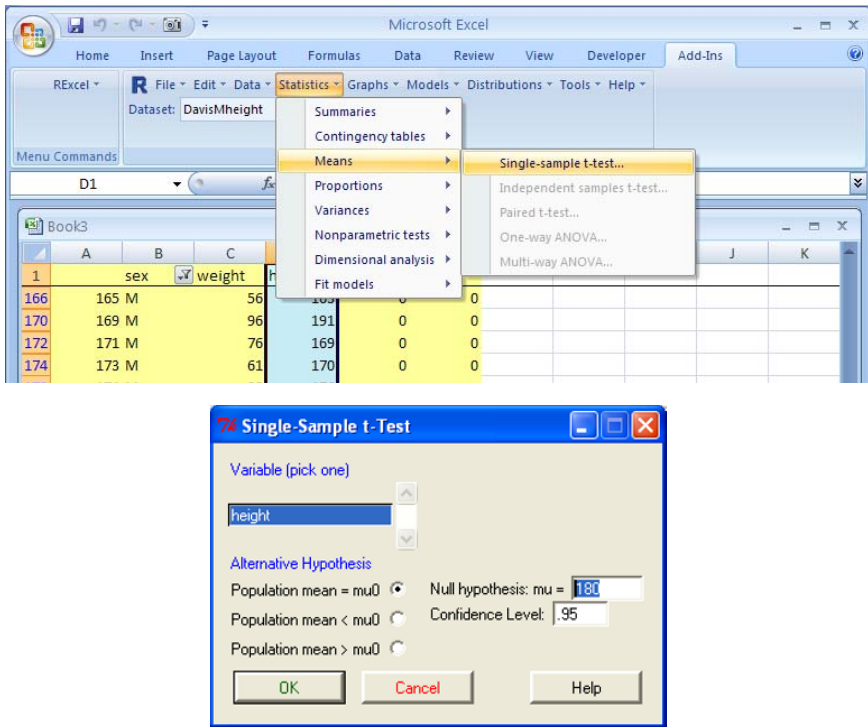 Microsoft Excel
Home Insert Page Layout Formulas Data Review View Developer Add-Ins
RExcel R File Edit Data Statistics Graphs Models Distributions Tools Help
Dataset: DavisMheight
Summaries
Contingency tables
Menu Commands
Means Single-sample t-test...
D1
Proportions Independent samples t-test...
Variances Paired t-test...
Book3
Nonparametric tests One-way ANOVA...
Dimensional analysis Multi-way ANOVA...
Fit models
A B C J K
1 sex weight h
166 165 M 56 0 0
170 169 M 96 191 0 0
172 171 M 76 169 0 0
174 173 M 61 170 0 0
Single-Sample t-Test
Variable (pick one)
height
Alternative Hypothesis
Population mean = mu0 Null hypothesis: mu = 180
Population mean < mu0 Confidence Level: .95
Population mean > mu0
OK Cancel Help